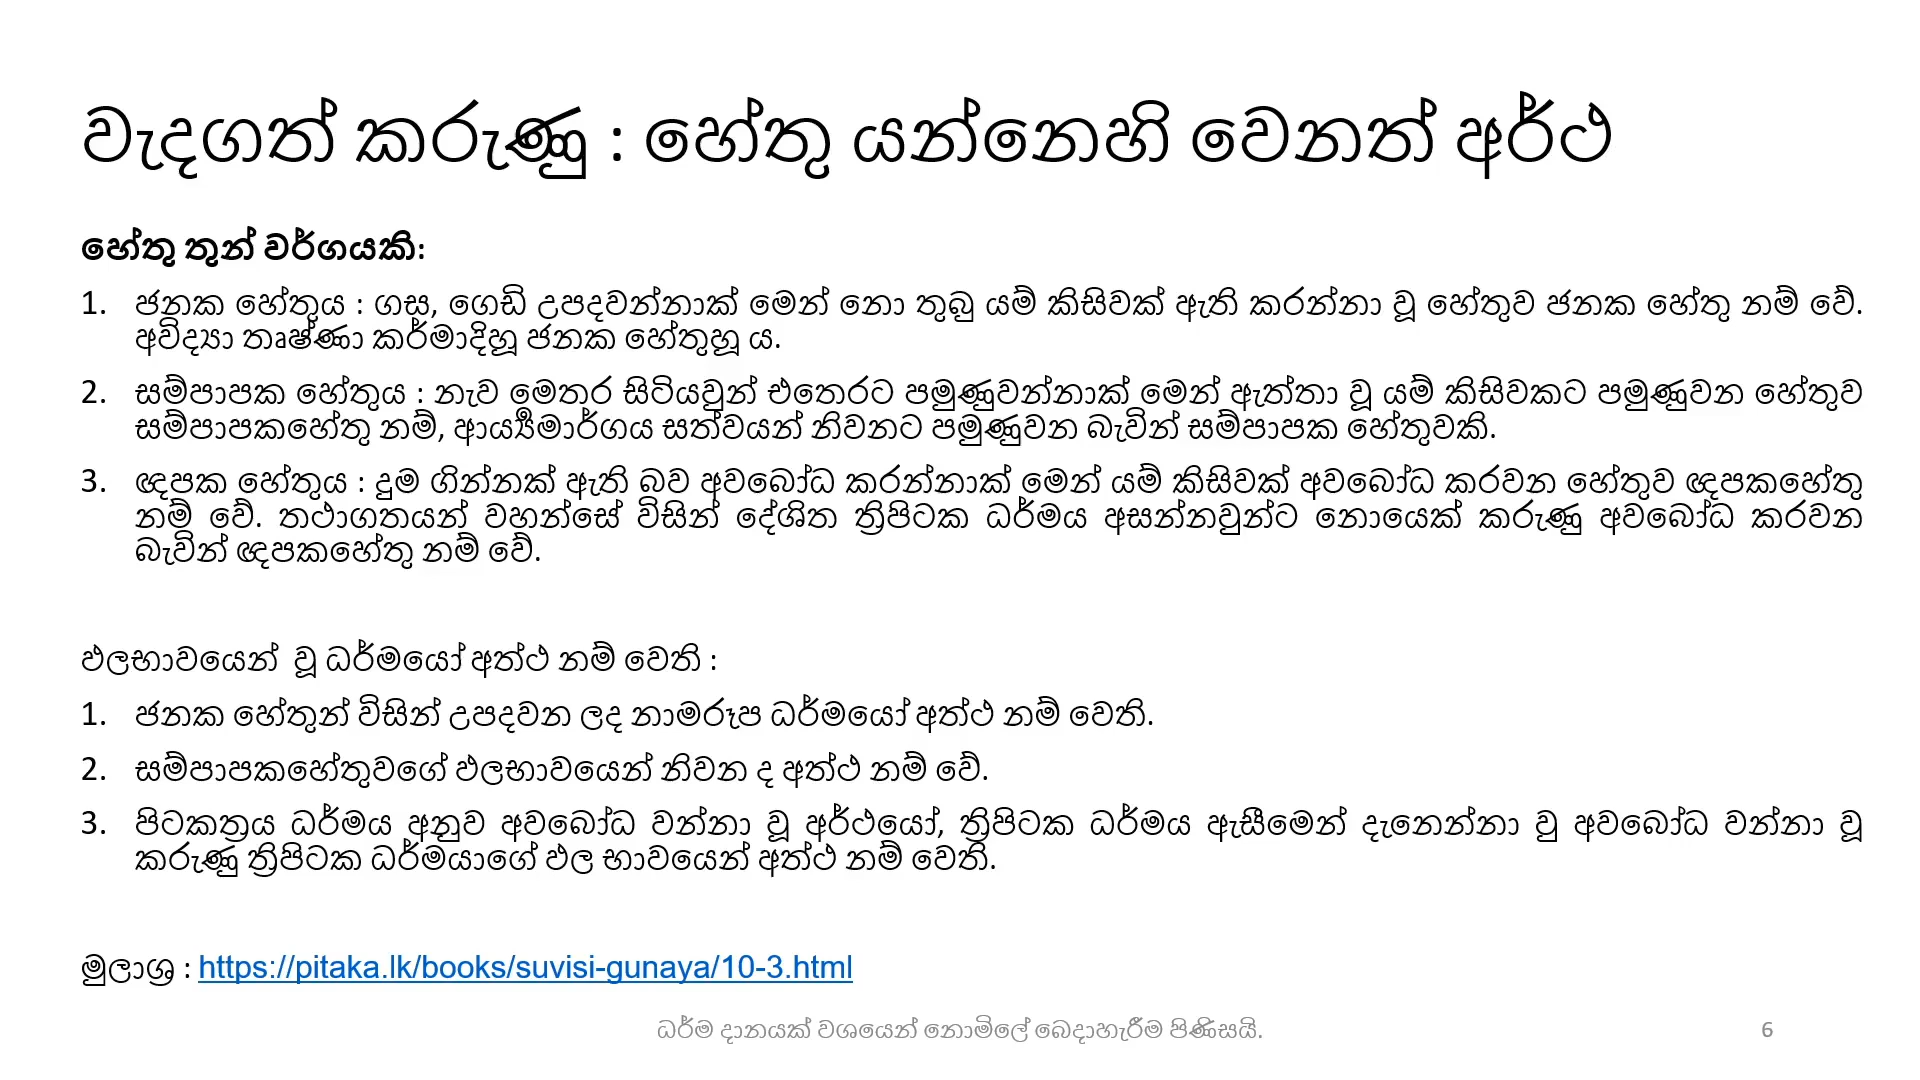 වැදගත් කරුණු : හේතු යන්නෙහි වෙනත් අර්ථ
හේතු තුන් වර්ගයකි:
1. ජනක හේතුය : ගස, ගෙඩි උපදවන්නාක් මෙන් නො තුබු යම් කිසිවක් ඇති කරන්නා වූ හේතුව ජනක හේතු නම් වේ.
අවිද්‍යා තෘෂ්ණා කර්මාදිහූ ජනක හේතුහූ ය.
2. සම්පාපක හේතුය : නැව මෙතර සිටියවුන් එතෙරට පමුණුවන්නාක් මෙන් ඇත්තා වූ යම් කිසිවකට පමුණුවන හේතුව
සම්පාපකහේතු නම්, ආර්‍ය්‍යමාර්ගය සත්වයන් නිවනට පමුණුවන බැවින් සම්පාපක හේතුවකි.
3. ඥපක හේතුය : දුම ගින්නක් ඇති බව අවබෝධ කරන්නාක් මෙන් යම් කිසිවක් අවබෝධ කරවන හේතුව ඥපකහේතු
නම් වේ. තථාගතයන් වහන්සේ විසින් දේශිත ත්‍රිපිටක ධර්මය අසන්නවුන්ට නොයෙක් කරුණු අවබෝධ කරවන
බැවින් ඥපකහේතු නම් වේ.
ඵලභාවයෙන් වූ ධර්මයෝ අත්ථ නම් වෙති :
1. ජනක හේතුන් විසින් උපදවන ලද නාමරූප ධර්මයෝ අත්ථ නම් වෙති.
2. සම්පාපකහේතුවගේ ඵලභාවයෙන් නිවන ද අත්ථ නම් වේ.
3. පිටකත්‍රය ධර්මය අනුව අවබෝධ වන්නා වූ අර්ථයෝ, ත්‍රිපිටක ධර්මය ඇසීමෙන් දැනෙන්නා වු අවබෝධ වන්නා වූ
කරුණු ත්‍රිපිටක ධර්මයාගේ ඵල භාවයෙන් අත්ථ නම් වෙති.
මුලාශ්‍ර : https://pitaka.lk/books/suvisi-gunaya/10-3.html
ධර්ම දානයක් වශයෙන් නොමිලේ බෙදාහැරීම පිණිසයි.
6